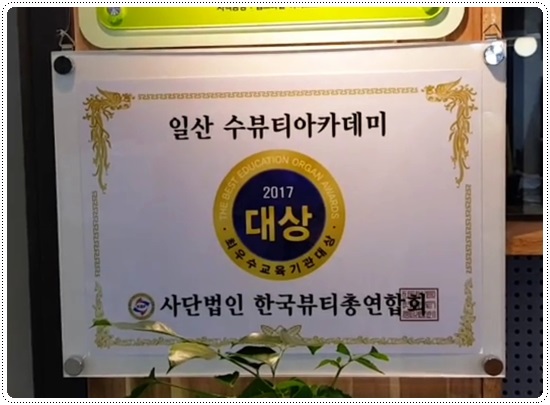 일산 수뷰티아카데미
THE BEST EDUCATION ORGAN AWARDS
2017
대상
최우수교육기관대상
사단법인 한국뷰티총연합회